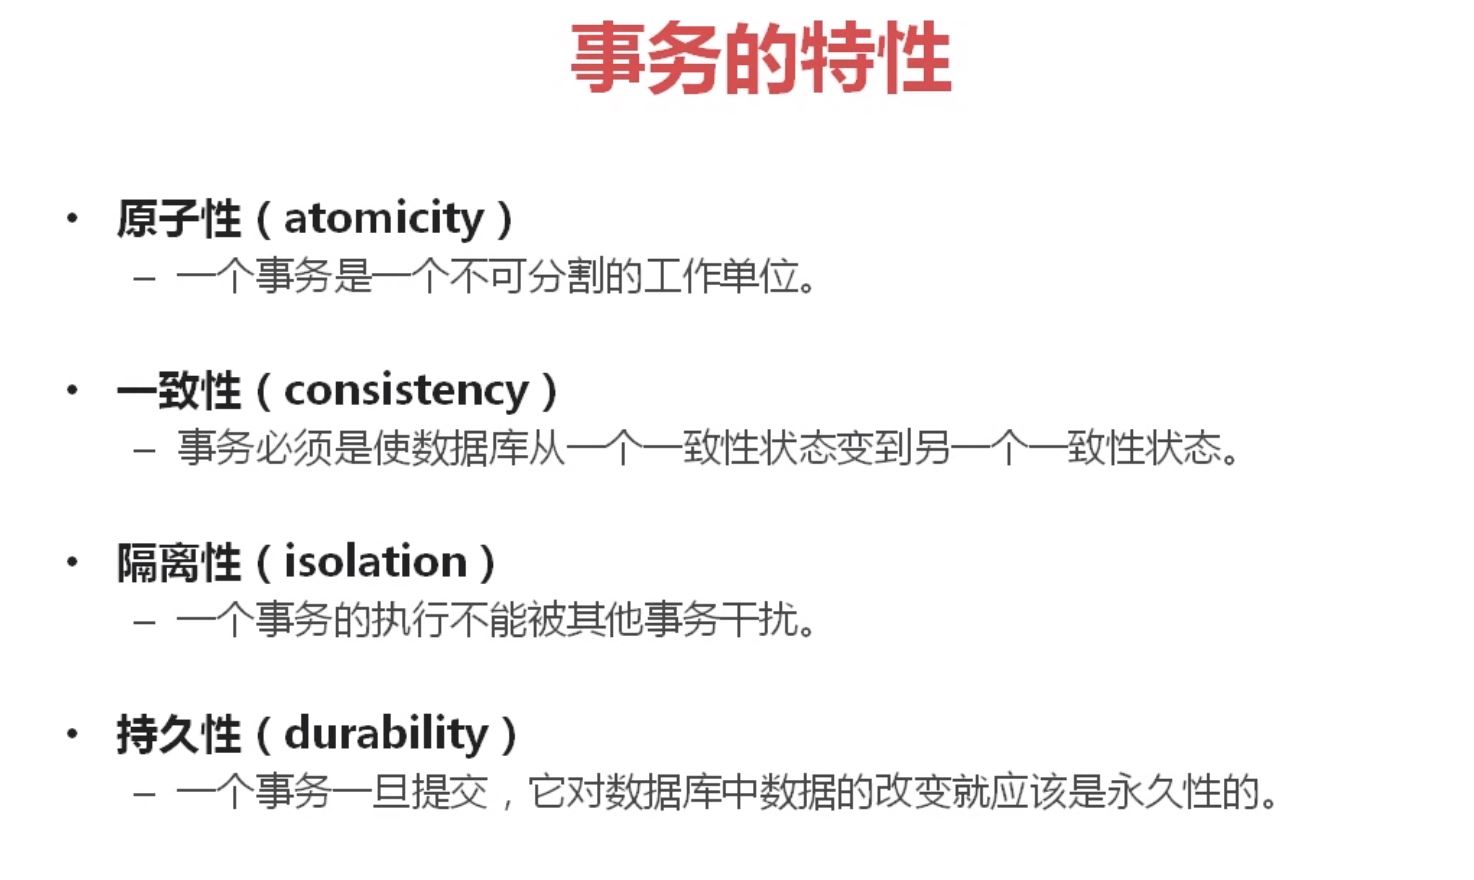 事务的特性
• 原子性（atomicity）
– 一个事务是一个不可分割的工作单位。
• 一致性（consistency）
– 事务必须是使数据库从一个一致性状态变到另一个一致性状态。
• 隔离性（isolation）
– 一个事务的执行不能被其他事务干扰。
• 持久性（durability）
– 一个事务一旦提交，它对数据库中数据的改变就应该是永久性的。